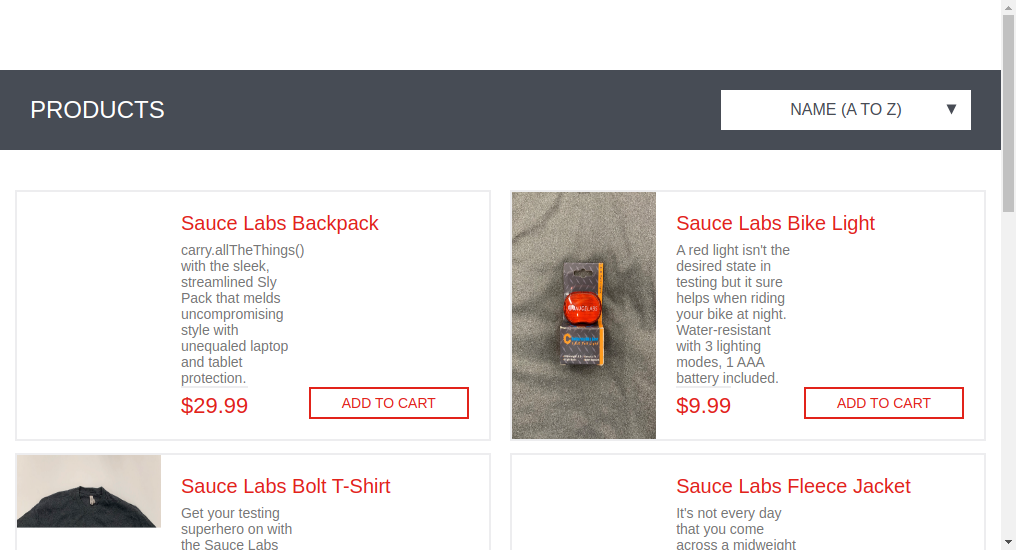 PRODUCTS
NAME (A TO Z)
Sauce Labs Backpack
carry.allTheThings()
with the sleek,
streamlined Sly
Pack that melds
uncompromising
style with
unequaled laptop
and tablet
protection.
$29.99
ADD TO CART
Sauce Labs Bike Light
A red light isn't the
desired state in
testing but it sure
helps when riding
your bike at night.
Water-resistant
with 3 lighting
modes, 1 AAA
battery included.
$9.99
ADD TO CART
Sauce Labs Bolt T-Shirt
Get your testing
superhero on with
the Sauce Labs
Sauce Labs Fleece Jacket
It's not every day
that you come
across a midweight